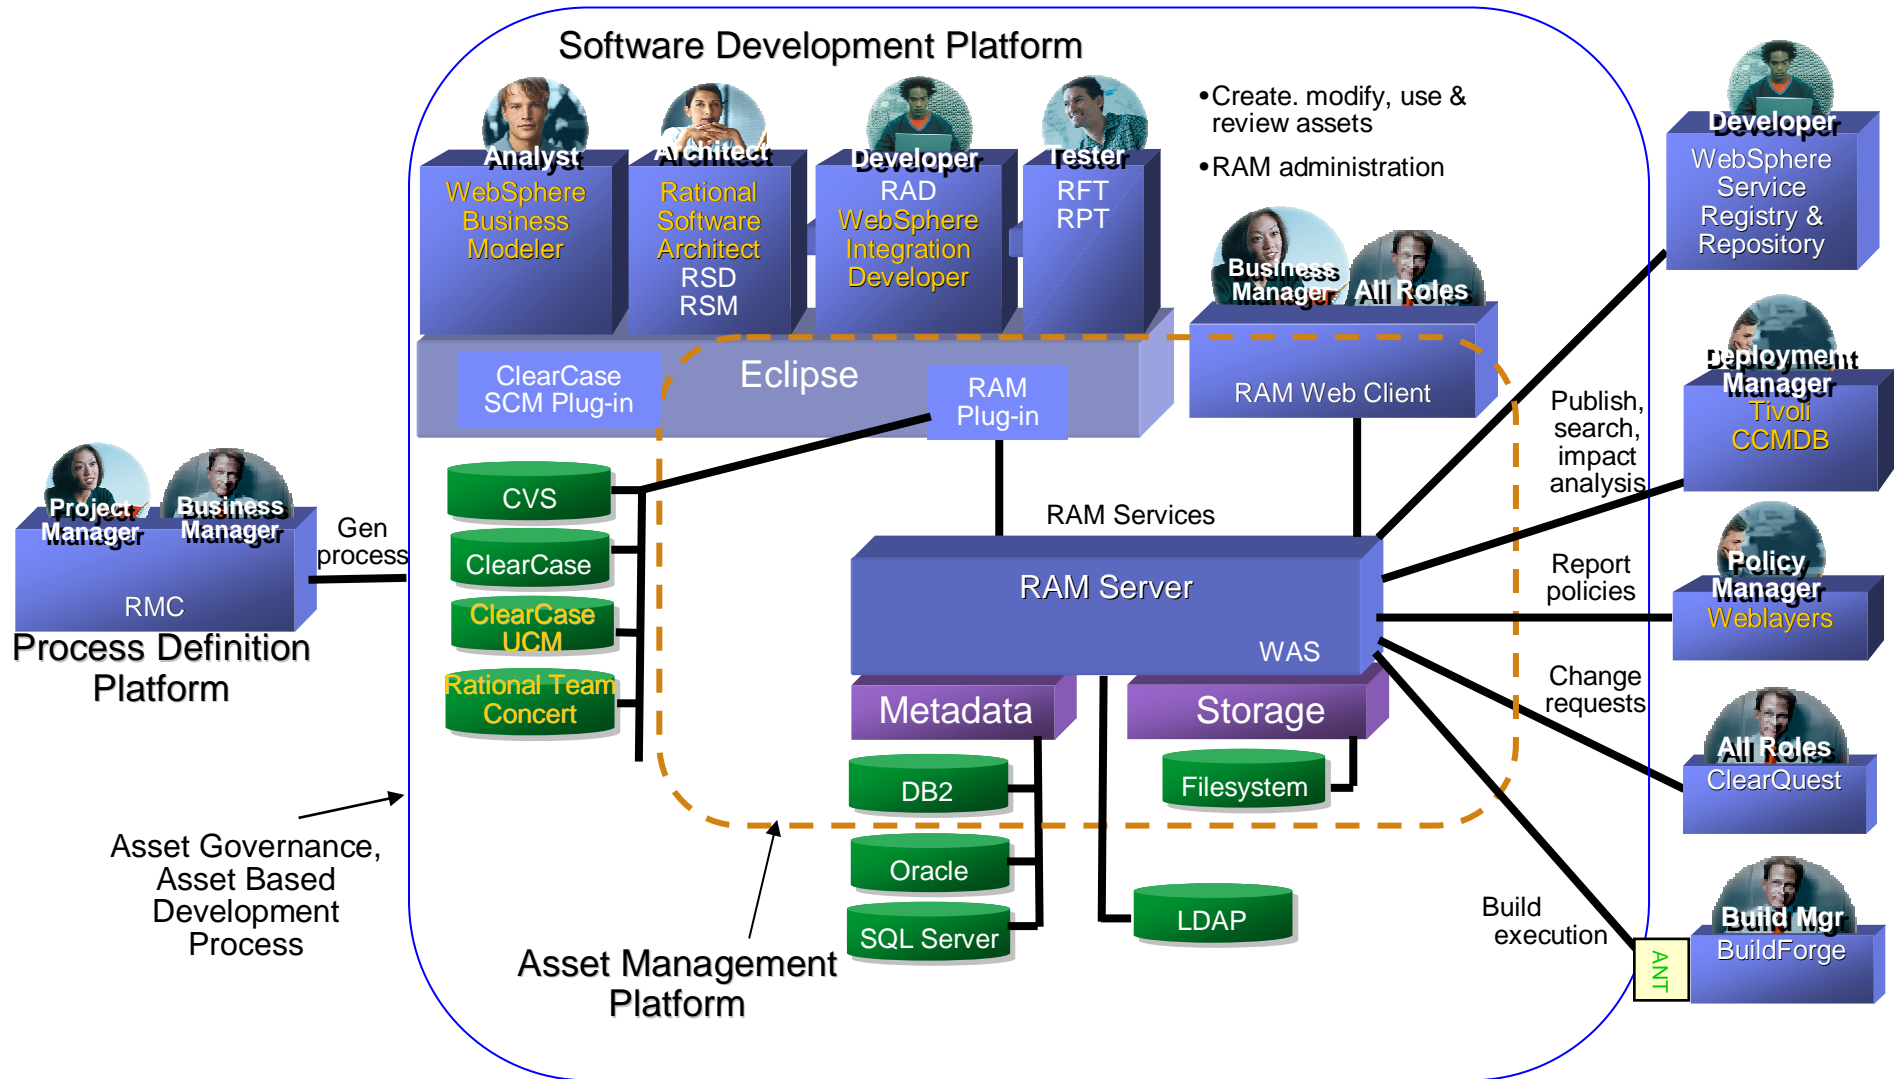 Software Development Platform
Analyst
WebSphere
Business
Modeler
Architect
Rational
Software
Architect
RSD
RSM
Developer
RAD
WebSphere
Integration
Developer
Tester
RFT
RPT
•Create. modify, use &
review assets
•RAM administration
Business
Manager
All Roles
RAM Web Client
Eclipse
ClearCase
SCM Plug-in
RAM
Plug-in
Developer
WebSphere
Service
Registry &
Repository
Deployment
Manager
Tivoli
CCMDB
Publish,
search,
impact
analysis
Policy
Manager
Weblayers
Report
policies
All Roles
ClearQuest
Change
requests
Build Mgr
BuildForge
ANT
Build
execution
Project
Manager
Business
Manager
RMC
Process Definition
Platform
Gen
process
CVS
ClearCase
ClearCase
UCM
Rational Team
Concert
RAM Services
RAM Server
WAS
Metadata
Storage
DB2
Oracle
SQL Server
Filesystem
LDAP
Asset Governance,
Asset Based
Development
Process
Asset Management
Platform